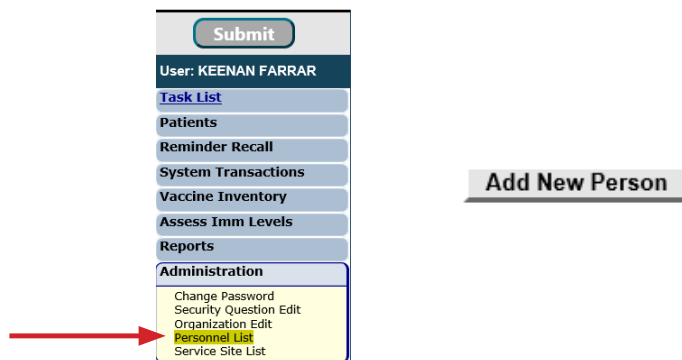 Submit
User: KEENAN FARRAR
Task List
Patients
Reminder Recall
System Transactions
Vaccine Inventory
Assess Imm Levels
Reports
Administration
Change Password
Security Question Edit
Organization Edit
Personnel List
Service Site List
Add New Person